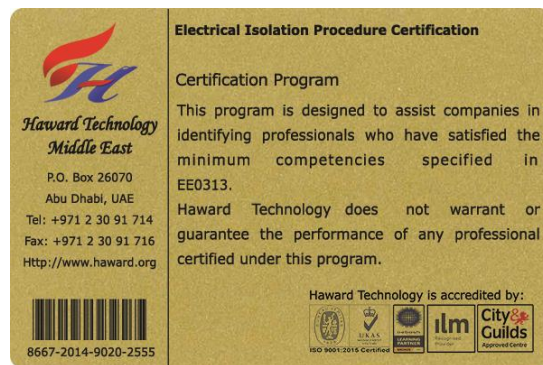 Haward Technology
Middle East
P.O. Box 26070
Abu Dhabi, UAE
Tel: +971 2 30 91 714
Fax: +971 2 30 91 716
Http://www.haward.org
8667-2014-9020-2555
Electrical Isolation Procedure Certification
Certification Program
This program is designed to assist companies in
identifying professionals who have satisfied the
minimum competencies specified in
EE0313.
Haward Technology does not warrant or
guarantee the performance of any professional
certified under this program.
Haward Technology is accredited by:
UKAS
ISO 9001:2015 Certified
ilm
Recognised
Provider
City&
Guilds
Approved Centre